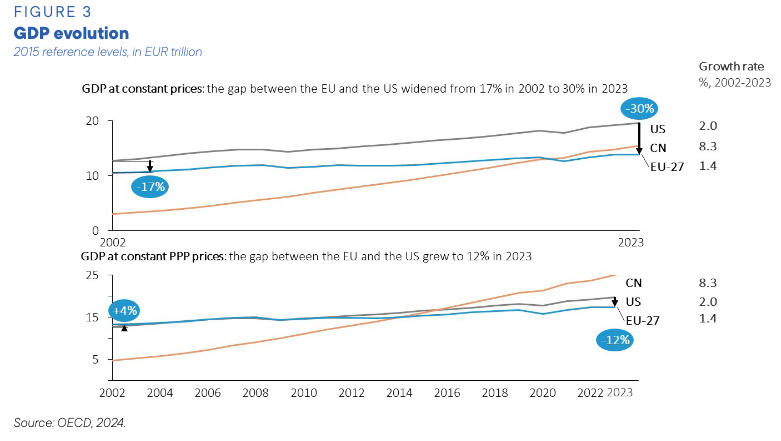 FIGURE 3
GDP evolution
2015 reference levels, in EUR trillion
Growth rate
%, 2002-2023
GDP at constant prices: the gap between the EU and the US widened from 17% in 2002 to 30% in 2023
-30%
20
US 2.0
CN 8.3
EU-27 1.4
10
-17%
0
2002 2023
GDP at constant PPP prices: the gap between the EU and the US grew to 12% in 2023
25
CN 8.3
US 2.0
+4%
15
EU-27 1.4
-12%
5
2002 2004 2006 2008 2010 2012 2014 2016 2018 2020 2022 2023
Source: OECD, 2024.